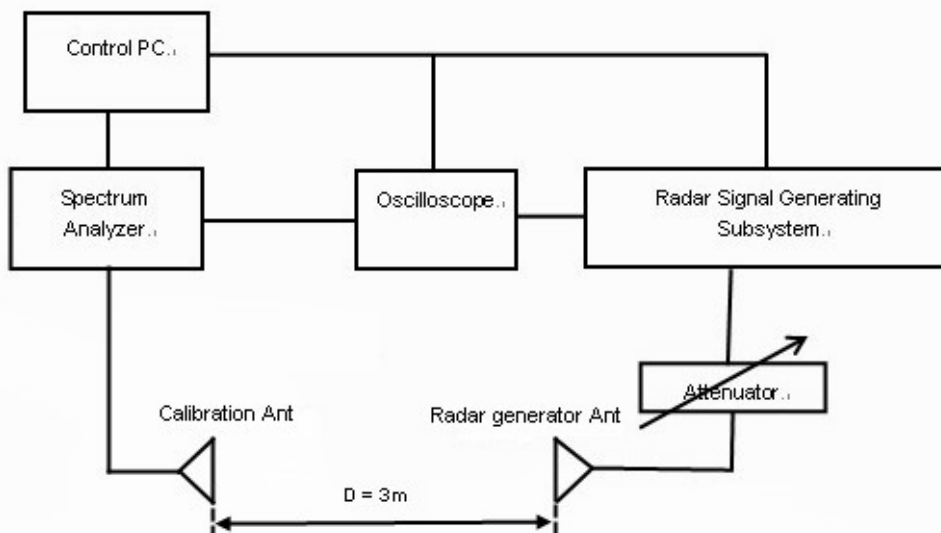 Control PC
Spectrum
Analyzer
Oscilloscope
Radar Signal Generating
Subsystem
Attenuator
Calibration Ant
Radar generator Ant
D = 3m